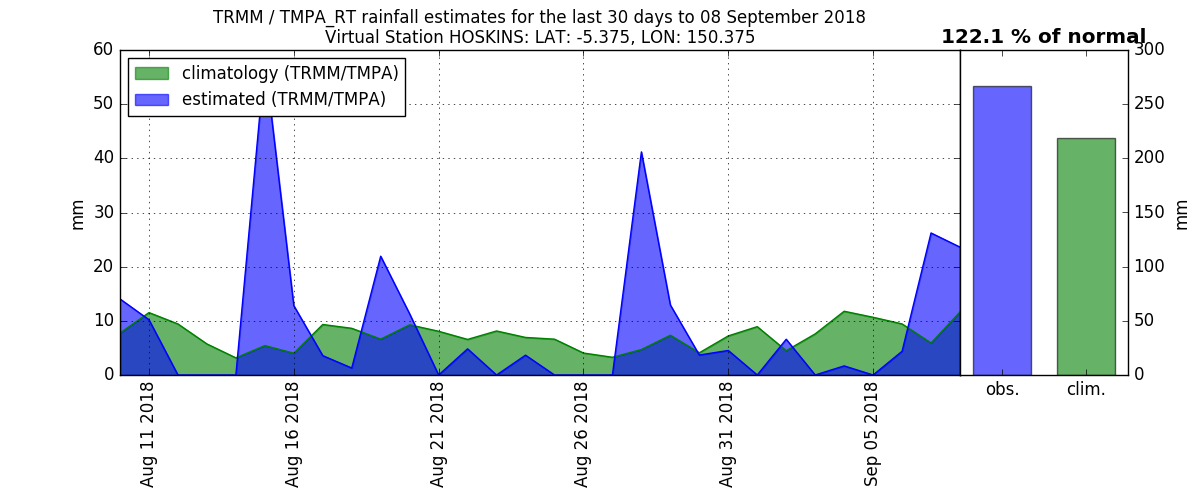 TRMM / TMPA_RT rainfall estimates for the last 30 days to 08 September 2018
Virtual Station HOSKINS: LAT: -5.375, LON: 150.375
122.1 % of normal
climatology (TRMM/TMPA)
estimated (TRMM/TMPA)
60
50
40
30
20
10
0
mm
300
250
200
150
100
50
0
mm
Aug 11 2018
Aug 16 2018
Aug 21 2018
Aug 26 2018
Aug 31 2018
Sep 05 2018
obs.
clim.